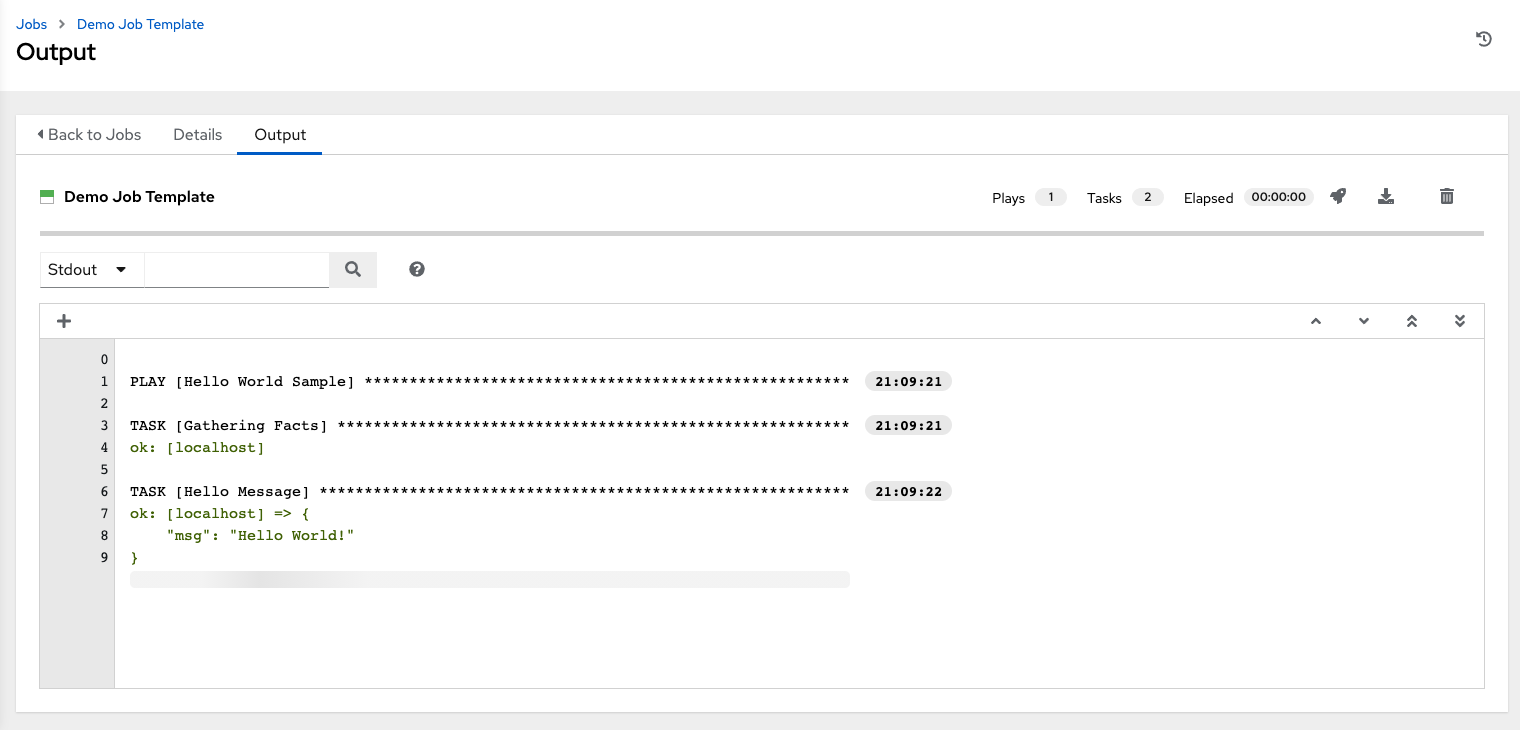 Jobs > Demo Job Template
Output
Back to Jobs Details Output
Demo Job Template Plays 1 Tasks 2 Elapsed 00:00:00
Stdout
0
1 PLAY [Hello World Sample] ****************************************************** 21:09:21
2
3 TASK [Gathering Facts] ********************************************************* 21:09:21
4 ok: [localhost]
5
6 TASK [Hello Message] *********************************************************** 21:09:22
7 ok: [localhost] => {
8     "msg": "Hello World!"
9 }